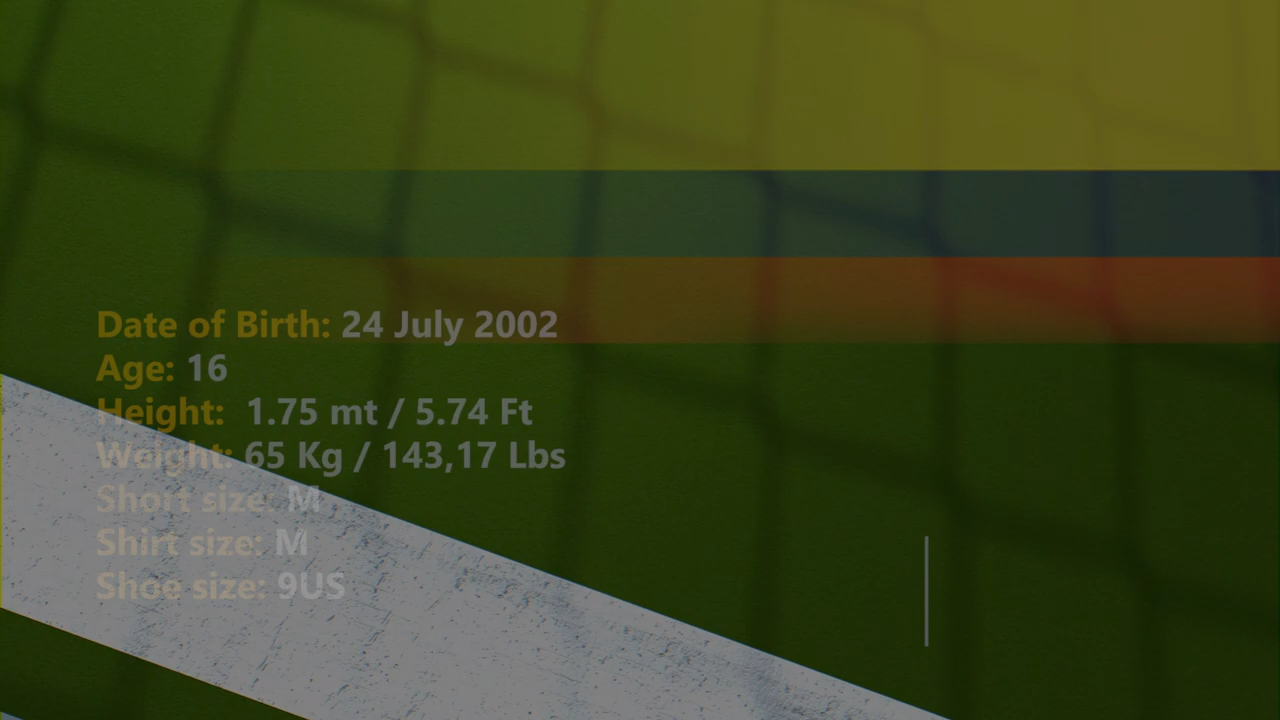 Date of Birth: 24 July 2002
Age: 16
Height: 1.75 mt / 5.74 Ft
Weight: 65 Kg / 143,17 Lbs
Short size: M
Shirt size: M
Shoe size: 9US